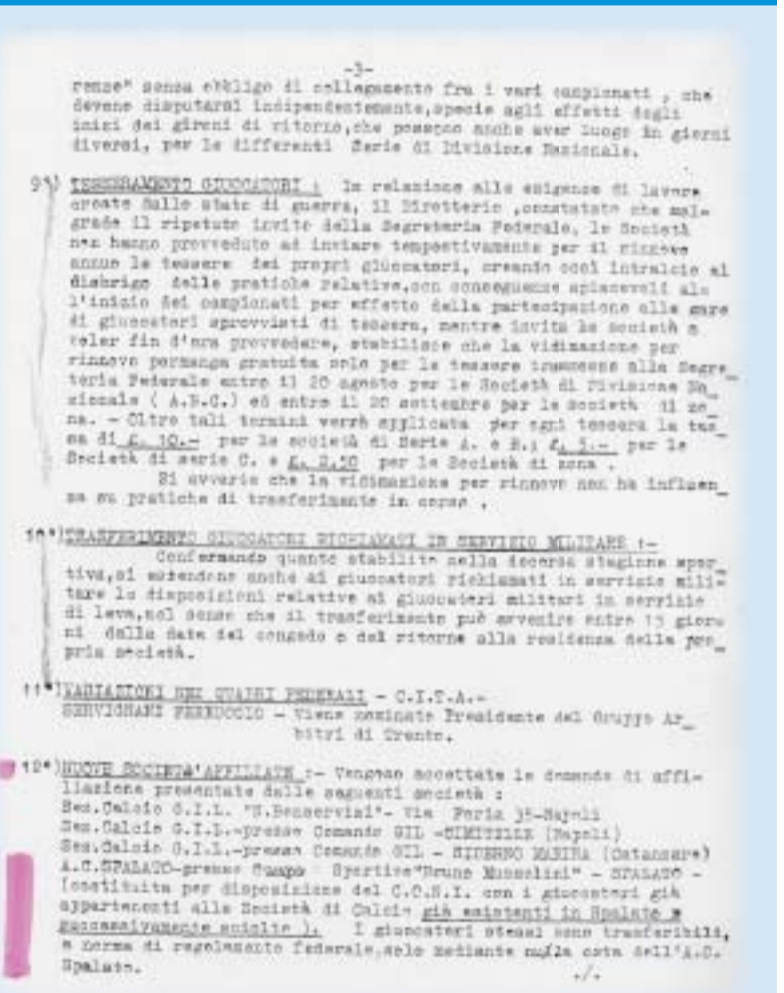 -3-
renze" senza obbligo di collegamento fra i vari campionati , che
devono disputarsi indipendentemente,specie agli effetti degli
inizi dei gironi di ritorno,che possono anche aver luogo in giorni
diversi, per le differenti Serie di Divisione Nazionale.
9°) TESSERAMENTO GIUOCATORI : In relazione alle esigenze di lavoro
create dallo stato di guerra, il Direttorio ,constatato che mal=
grado il ripetuto invito della Segreteria Federale, le Società
non hanno provveduto ad inviare tempestivamente per il rinnovo
annuo le tessere dei propri giuocatori, creando così intralcio al
disbrigo delle pratiche relative,con conseguenze spiacevoli alu
l'inizio dei campionati per effetto della partecipazione alle gare
di giuocatori sprovvisti di tessera, mentre invita le società a
voler fin d'ora provvedere, stabilisce che la vidimazione per
rinnovo permanga gratuita solo per le tessere trasmesse alla Segre_
teria Federale entro il 20 agosto per le Società di Divisione Na_
zionale ( A.B.C.) ed entro il 20 settembre per le società di zo_
na. - Oltre tali termini verrà applicata per ogni tessera la tas_
sa di £. 10.- per le società di Serie A. e B.; £. 5.- per le
Società di serie C. e £. 2.50 per le Società di zona .
Si avverte che la vidimazione per rinnovo non ha influen_
za su pratiche di trasferimento in corso .
10°)TRASFERIMENTO GIUOCATORI RICHIAMATI IN SERVIZIO MILITARE :-
Confermando quanto stabilito nella decorsa stagione spor_
tiva,si estendono anche ai giuocatori richiamati in servizio mili=
tare le disposizioni relative ai giuocatori militari in servizio
di leva,nel senso che il trasferimento può avvenire entro 15 gior=
ni dalla data del congedo o del ritorno alla residenza della pro_
pria società.
11°)VARIAZIONI NEI QUADRI FEDERALI - C.I.T.A.-
SERVIGNANI FERRUCCIO - Viene nominato Presidente del Gruppo Ar_
bitri di Trento.
12°)NUOVE SOCIETA'AFFILIATE :- Vengono accettate le domande di affi=
liazione presentate dalle seguenti società :
Sez.Calcio G.I.L. "N.Bonservizi"- Via Foria 35-Napoli
Sez.Calcio G.I.L.-presso Comando GIL -CIMITILE (Napoli)
Sez.Calcio G.I.L.-presso Comando GIL - SIDERNO MARINA (Catanzaro)
A.C.SPALATO-presso Campo Sportivo"Bruno Mussolini" - SPALATO -
(costituita per disposizione del C.O.N.I. con i giuocatori già
appartenenti alle Società di Calcio già esistenti in Spalato e
successivamente sciolte ). I giuocatori stessi sono trasferibili,
a norma di regolamento federale,solo mediante nulla osta dell'A.C.
Spalato.
./.